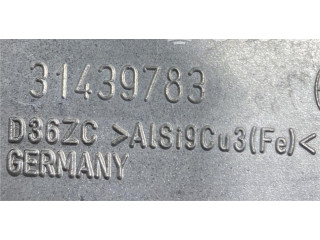 31439783
D36ZC >AlSi9Cu3(Fe)<
GERMANY